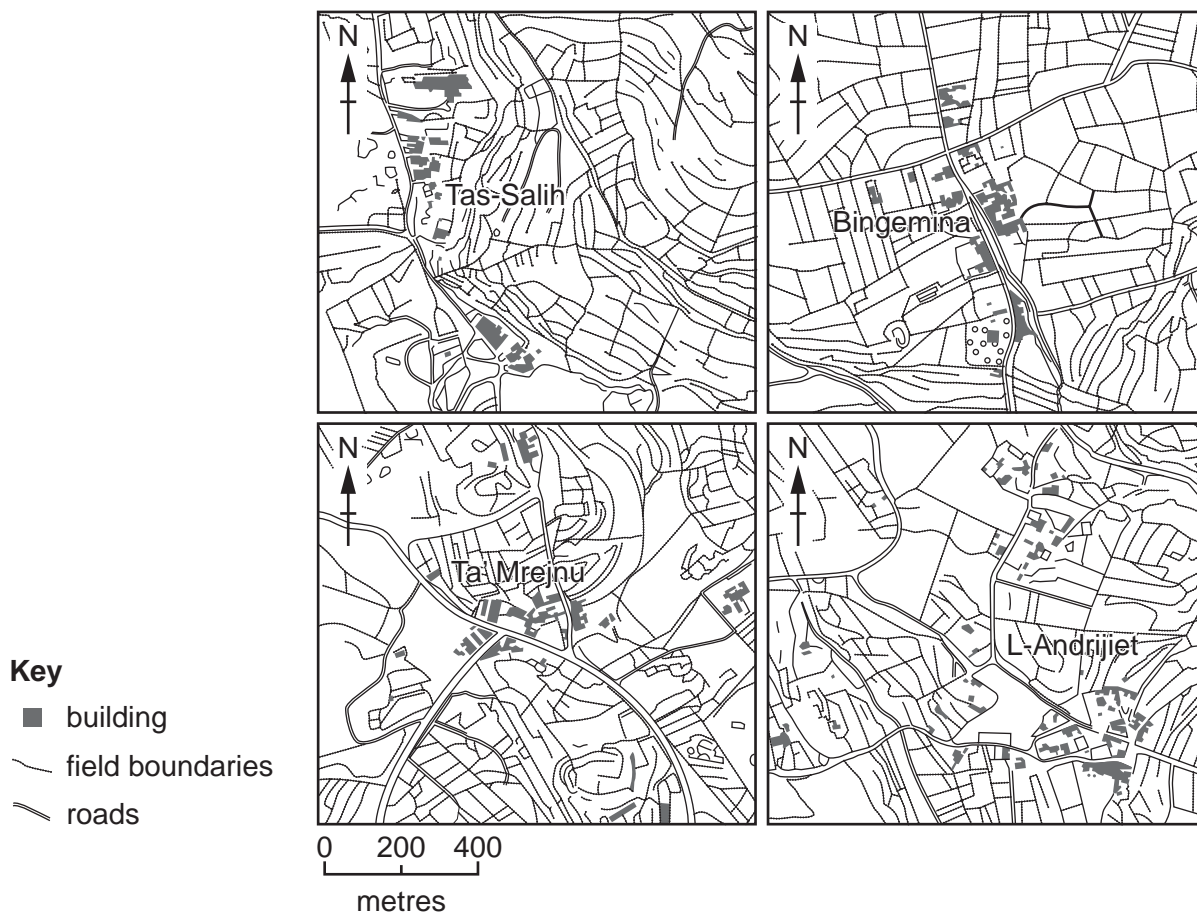 N
Tas-Salih
N
Bingemina
N
Ta' Mrejnu
N
L-Andrijiet
Key
building
field boundaries
roads
0 200 400
metres